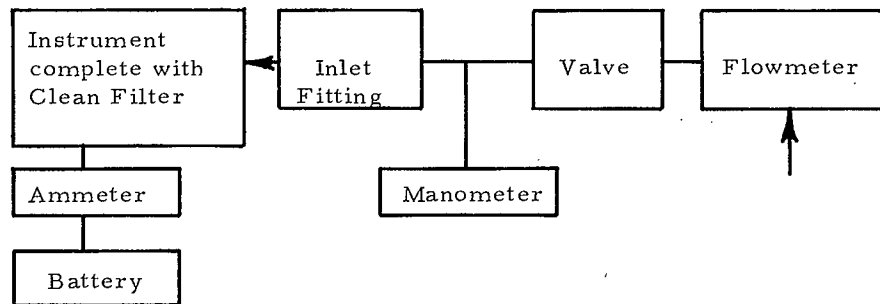 Instrument
complete with
Clean Filter
Inlet
Fitting
Valve
Flowmeter
Ammeter
Manometer
Battery